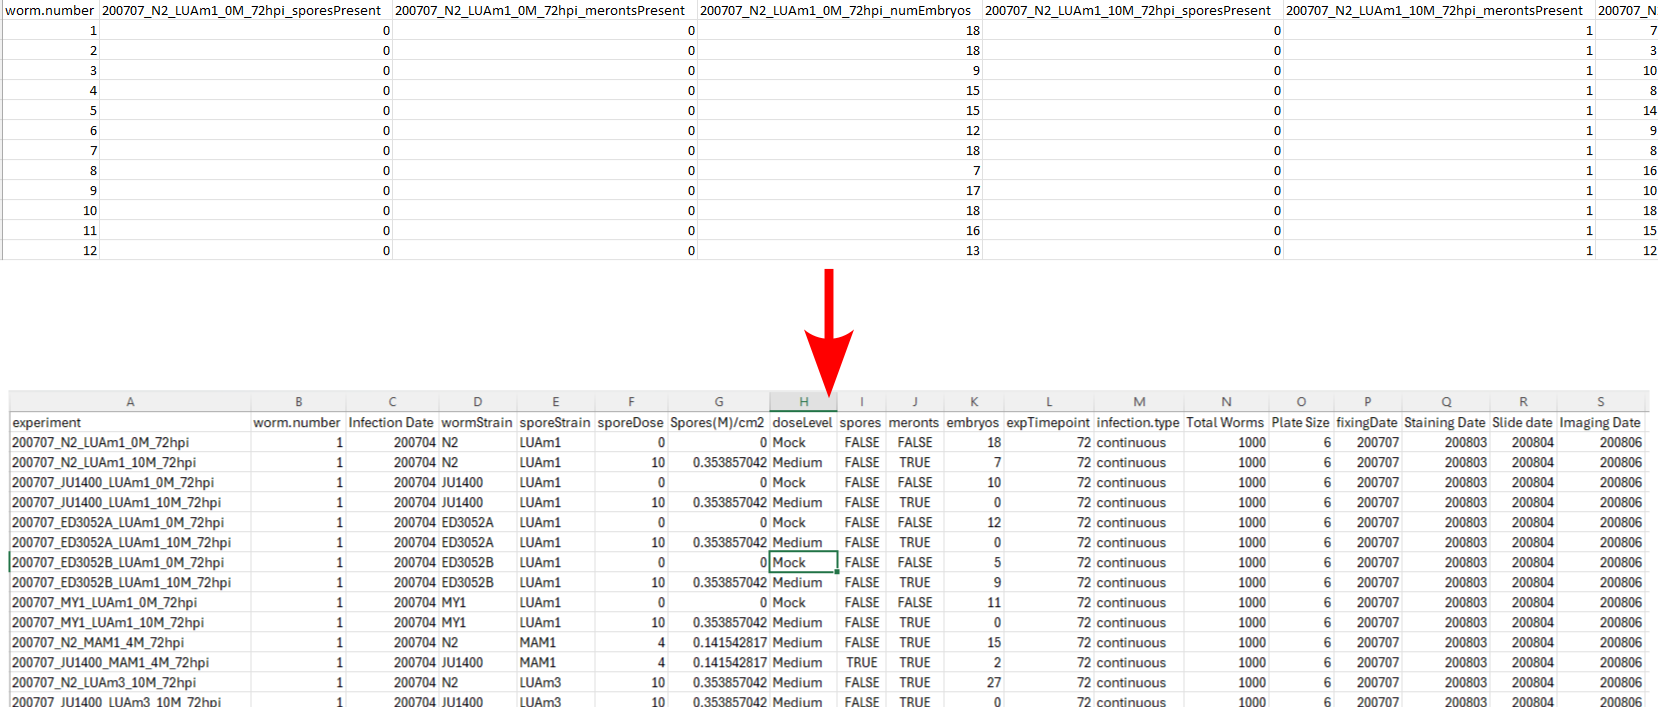 worm.number 200707_N2_LUAm1_0M_72hpi_sporesPresent 200707_N2_LUAm1_0M_72hpi_merontsPresent 200707_N2_LUAm1_0M_72hpi_numEmbryos 200707_N2_LUAm1_10M_72hpi_sporesPresent 200707_N2_LUAm1_10M_72hpi_merontsPresent 200707_N
1 0 0 18 0 1 7
2 0 0 18 0 1 3
3 0 0 9 0 1 10
4 0 0 15 0 1 8
5 0 0 15 0 1 14
6 0 0 12 0 1 9
7 0 0 18 0 1 8
8 0 0 7 0 1 16
9 0 0 17 0 1 10
10 0 0 18 0 1 18
11 0 0 16 0 1 15
12 0 0 13 0 1 12
A B C D E F G H I J K L M N O P Q R S
experiment worm.number Infection Date wormStrain sporeStrain sporeDose Spores(M)/cm2 doseLevel spores meronts embryos expTimepoint infection.type Total Worms Plate Size fixingDate Staining Date Slide date Imaging Date
200707_N2_LUAm1_0M_72hpi 1 200704 N2 LUAm1 0 0 Mock FALSE FALSE 18 72 continuous 1000 6 200707 200803 200804 200806
200707_N2_LUAm1_10M_72hpi 1 200704 N2 LUAm1 10 0.353857042 Medium FALSE TRUE 7 72 continuous 1000 6 200707 200803 200804 200806
200707_JU1400_LUAm1_0M_72hpi 1 200704 JU1400 LUAm1 0 0 Mock FALSE FALSE 10 72 continuous 1000 6 200707 200803 200804 200806
200707_JU1400_LUAm1_10M_72hpi 1 200704 JU1400 LUAm1 10 0.353857042 Medium FALSE TRUE 0 72 continuous 1000 6 200707 200803 200804 200806
200707_ED3052A_LUAm1_0M_72hpi 1 200704 ED3052A LUAm1 0 0 Mock FALSE FALSE 12 72 continuous 1000 6 200707 200803 200804 200806
200707_ED3052A_LUAm1_10M_72hpi 1 200704 ED3052A LUAm1 10 0.353857042 Medium FALSE TRUE 0 72 continuous 1000 6 200707 200803 200804 200806
200707_ED3052B_LUAm1_0M_72hpi 1 200704 ED3052B LUAm1 0 0 Mock FALSE FALSE 5 72 continuous 1000 6 200707 200803 200804 200806
200707_ED3052B_LUAm1_10M_72hpi 1 200704 ED3052B LUAm1 10 0.353857042 Medium FALSE TRUE 9 72 continuous 1000 6 200707 200803 200804 200806
200707_MY1_LUAm1_0M_72hpi 1 200704 MY1 LUAm1 0 0 Mock FALSE FALSE 11 72 continuous 1000 6 200707 200803 200804 200806
200707_MY1_LUAm1_10M_72hpi 1 200704 MY1 LUAm1 10 0.353857042 Medium FALSE TRUE 0 72 continuous 1000 6 200707 200803 200804 200806
200707_N2_MAM1_4M_72hpi 1 200704 N2 MAM1 4 0.141542817 Medium FALSE TRUE 15 72 continuous 1000 6 200707 200803 200804 200806
200707_JU1400_MAM1_4M_72hpi 1 200704 JU1400 MAM1 4 0.141542817 Medium TRUE TRUE 2 72 continuous 1000 6 200707 200803 200804 200806
200707_N2_LUAm3_10M_72hpi 1 200704 N2 LUAm3 10 0.353857042 Medium FALSE TRUE 27 72 continuous 1000 6 200707 200803 200804 200806
200707_JU1400_LUAm3_10M_72hpi 1 200704 JU1400 LUAm3 10 0.353857042 Medium FALSE TRUE 0 72 continuous 1000 6 200707 200803 200804 200806